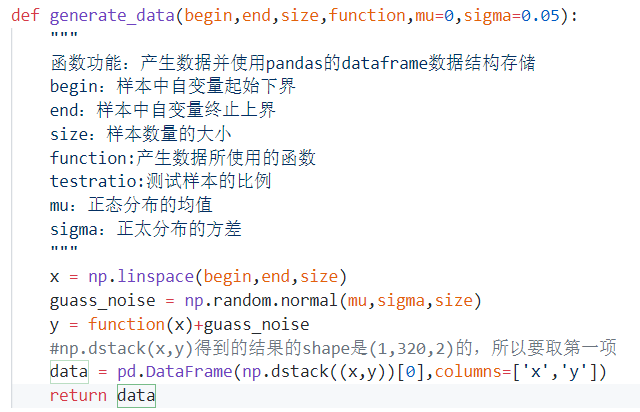 def generate_data(begin,end,size,function,mu=0,sigma=0.05):
"""
函数功能：产生数据并使用pandas的dataframe数据结构存储
begin：样本中自变量起始下界
end：样本中自变量终止上界
size：样本数量的大小
function:产生数据所使用的函数
testratio:测试样本的比例
mu：正态分布的均值
sigma：正太分布的方差
"""
x = np.linspace(begin,end,size)
guass_noise = np.random.normal(mu,sigma,size)
y = function(x)+guass_noise
#np.dstack(x,y)得到的结果的shape是(1,320,2)的，所以要取第一项
data = pd.DataFrame(np.dstack((x,y))[0],columns=['x','y'])
return data